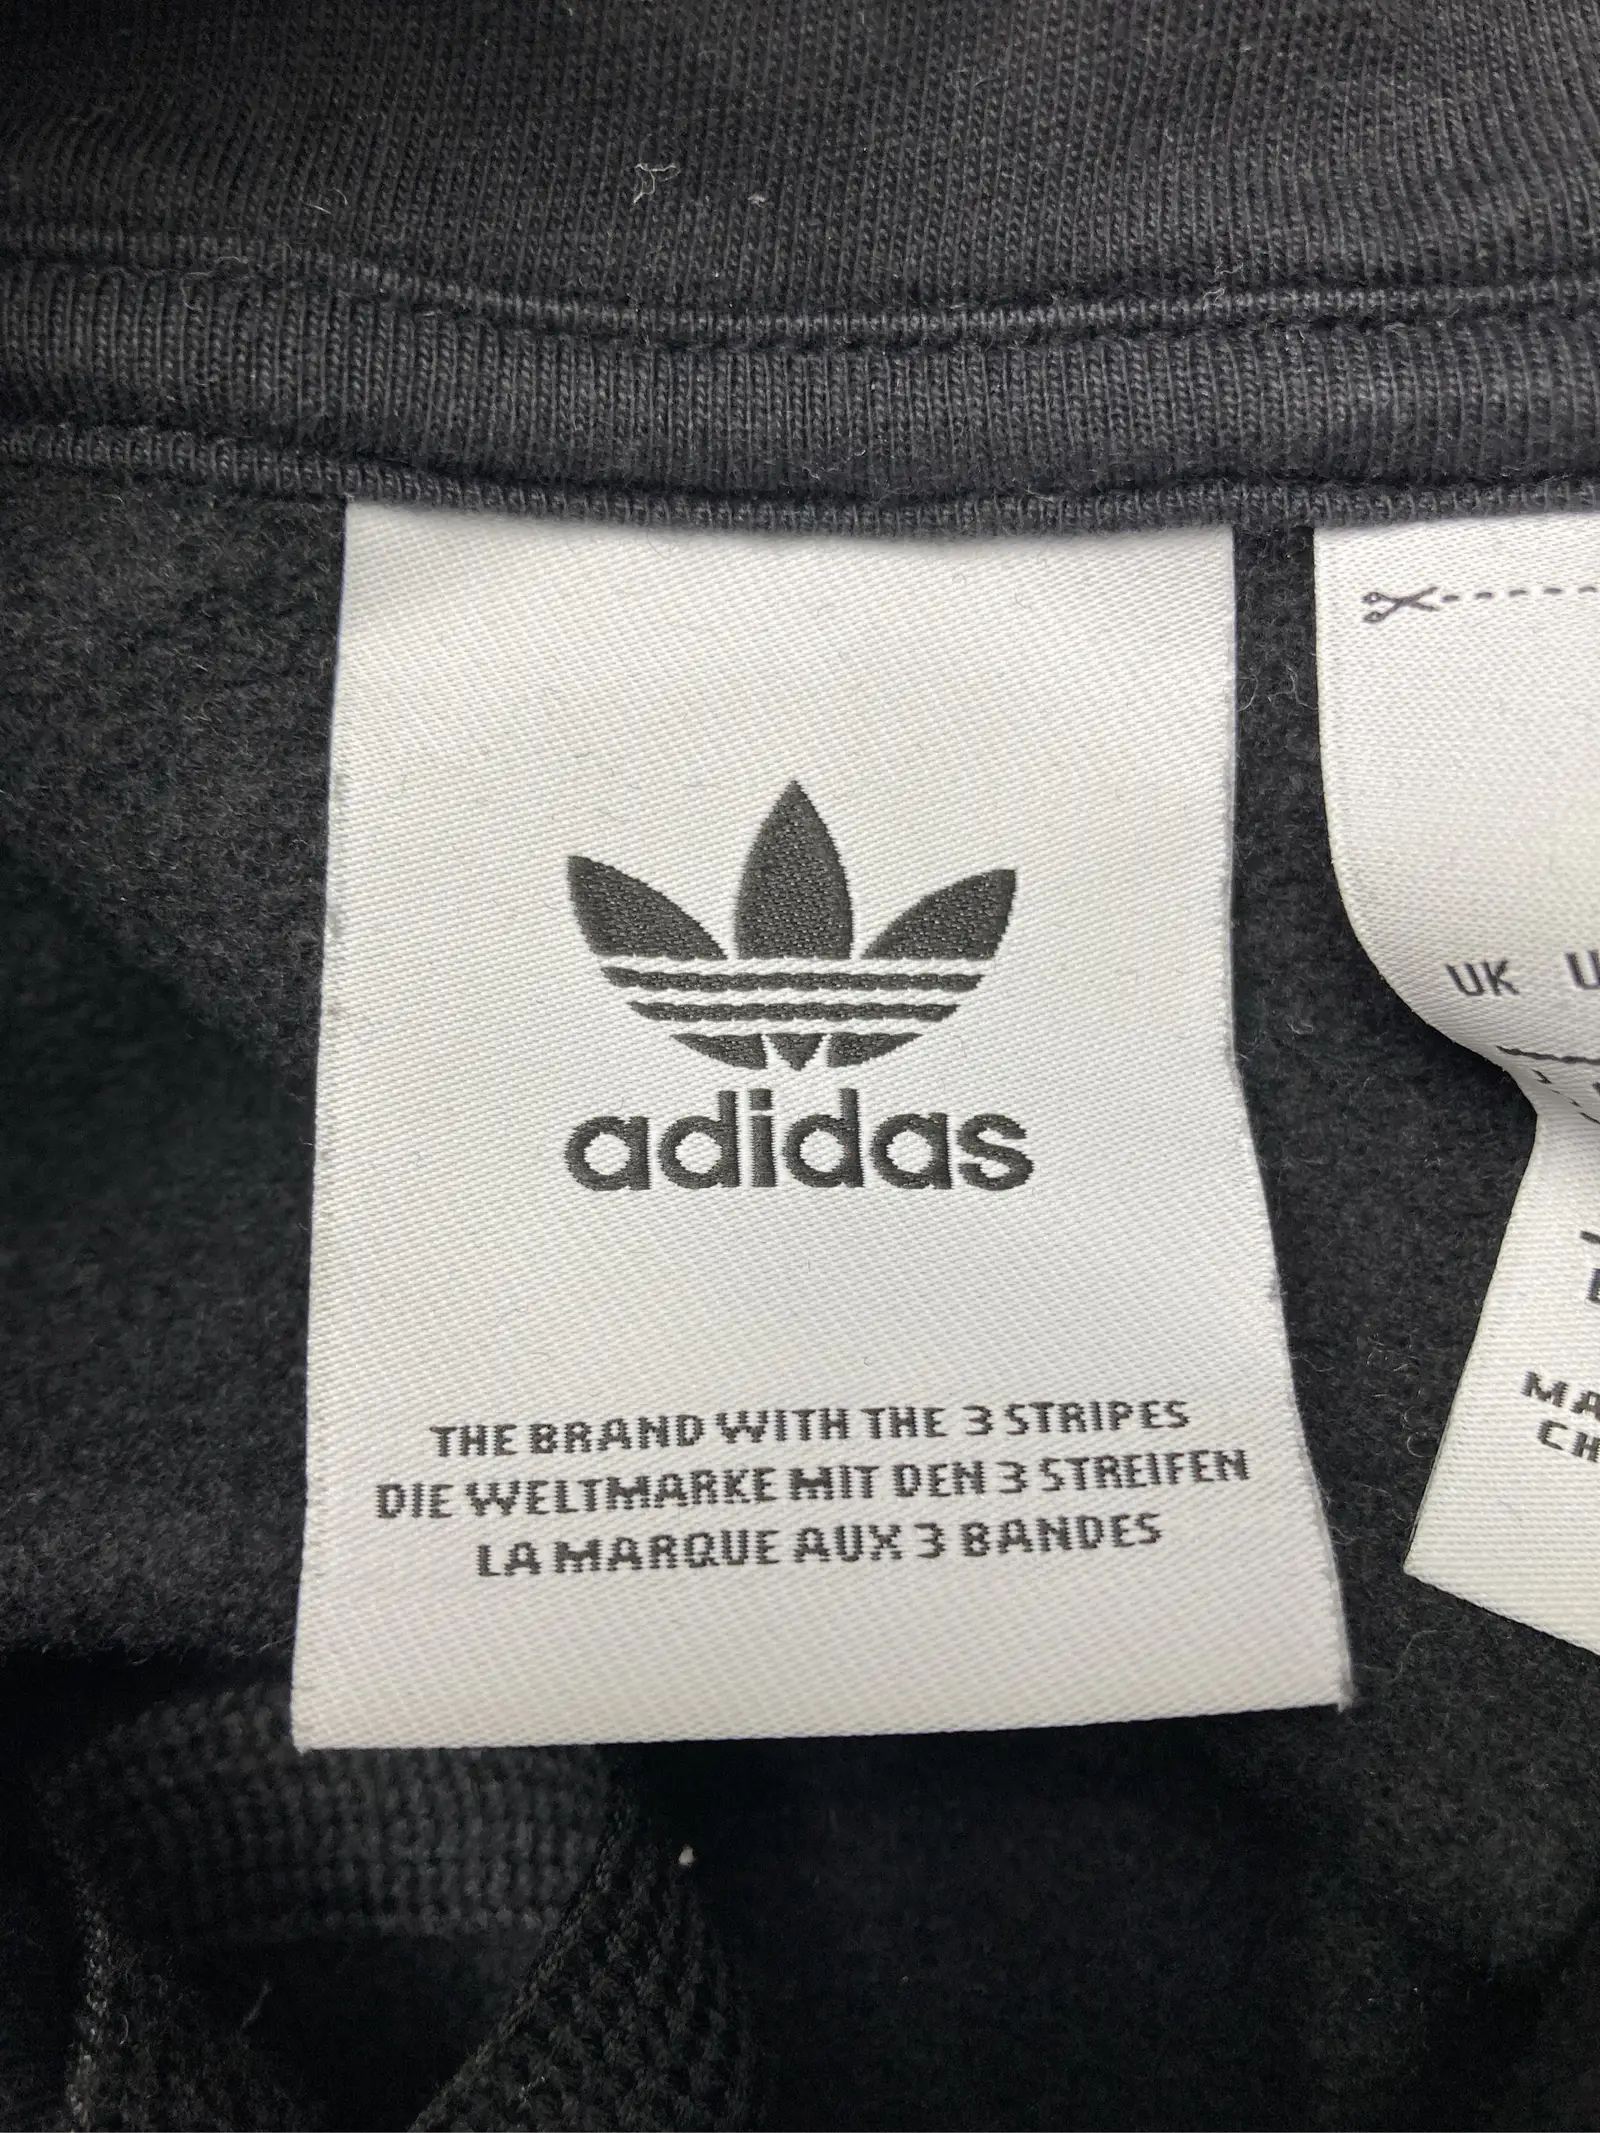 adidas
THE BRAND WITH THE 3 STRIPES
DIE WELTMARKE MIT DEN 3 STREIFEN
LA MARQUE AUX 3 BANDES
UK